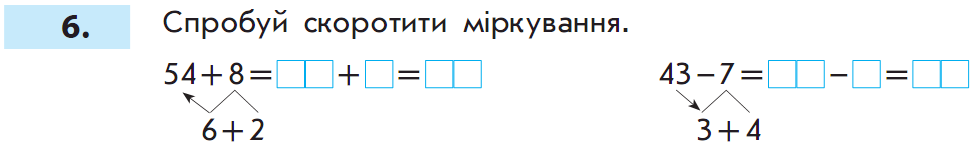 6. Спробуй скоротити міркування.
54 + 8 = □□ + □ = □□ 43 – 7 = □□ – □ = □□
6 + 2 3 + 4